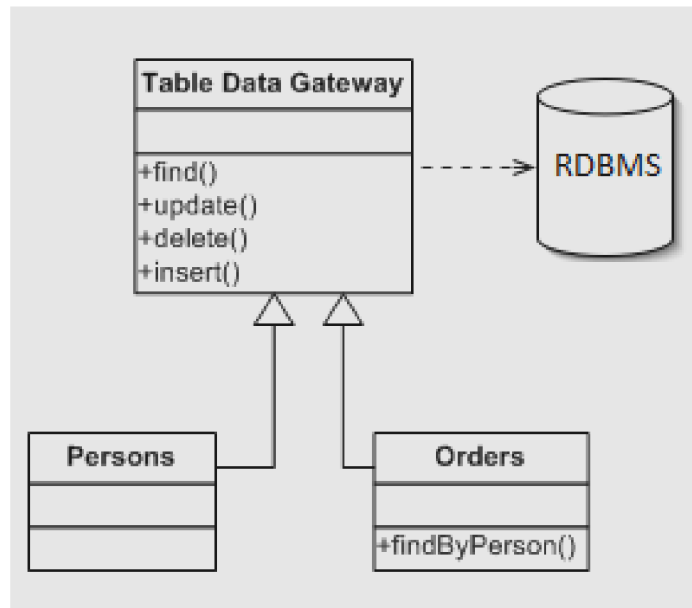 Table Data Gateway
+find()
+update()
+delete()
+insert()
RDBMS
Persons
Orders
+findByPerson()